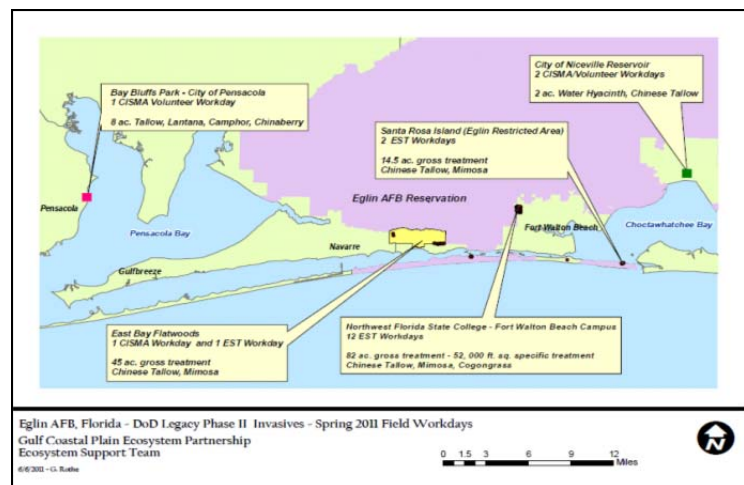 Bay Bluffs Park - City of Pensacola
1 CISMA Volunteer Workday
8 ac. Tallow, Lantana, Camphor, Chinaberry
City of Niceville Reservoir
2 CISMA/Volunteer Workdays
2 ac. Water Hyacinth, Chinese Tallow
Santa Rosa Island (Eglin Restricted Area)
2 EST Workdays
14.5 ac. gross treatment
Chinese Tallow, Mimosa
Eglin AFB Reservation
Pensacola
Pensacola Bay
Navarre
Fort Walton Beach
Choctawhatchee Bay
Gulfbreeze
East Bay Flatwoods
1 CISMA Workday and 1 EST Workday
45 ac. gross treatment
Chinese Tallow, Mimosa
Northwest Florida State College - Fort Walton Beach Campus
12 EST Workdays
82 ac. gross treatment - 52, 000 ft. sq. specific treatment
Chinese Tallow, Mimosa, Cogongrass
Eglin AFB, Florida - DoD Legacy Phase II Invasives - Spring 2011 Field Workdays
Gulf Coastal Plain Ecosystem Partnership
Ecosystem Support Team
6/6/2011 - G. Rothe
N
0 1.5 3 6 9 12
Miles